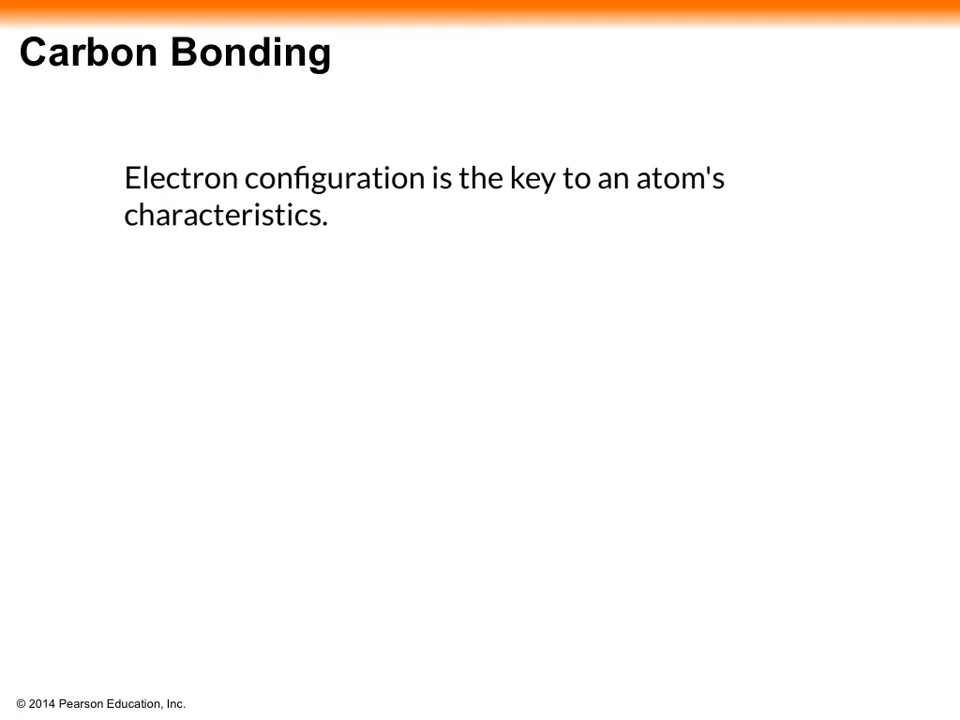 Carbon Bonding
Electron configuration is the key to an atom's
characteristics.
© 2014 Pearson Education, Inc.